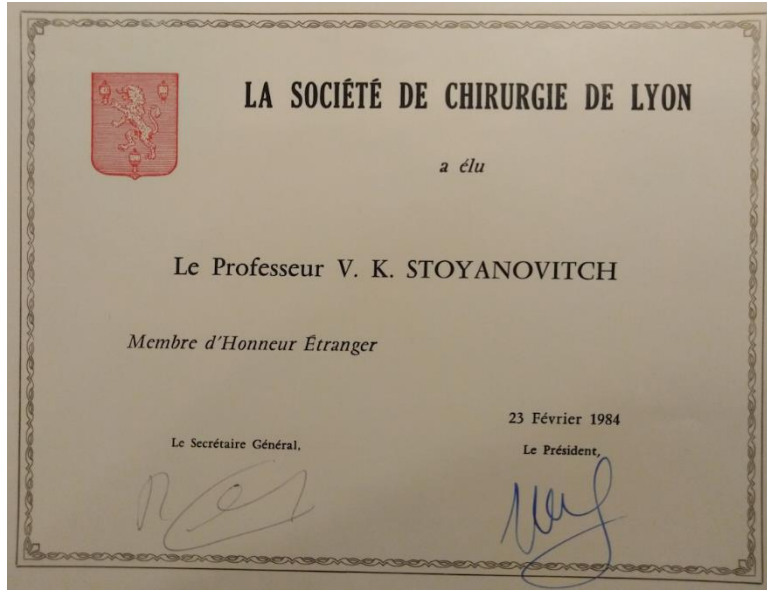 LA SOCIÉTÉ DE CHIRURGIE DE LYON
a élu
Le Professeur V. K. STOYANOVITCH
Membre d'Honneur Étranger
23 Février 1984
Le Secrétaire Général,
Le Président,